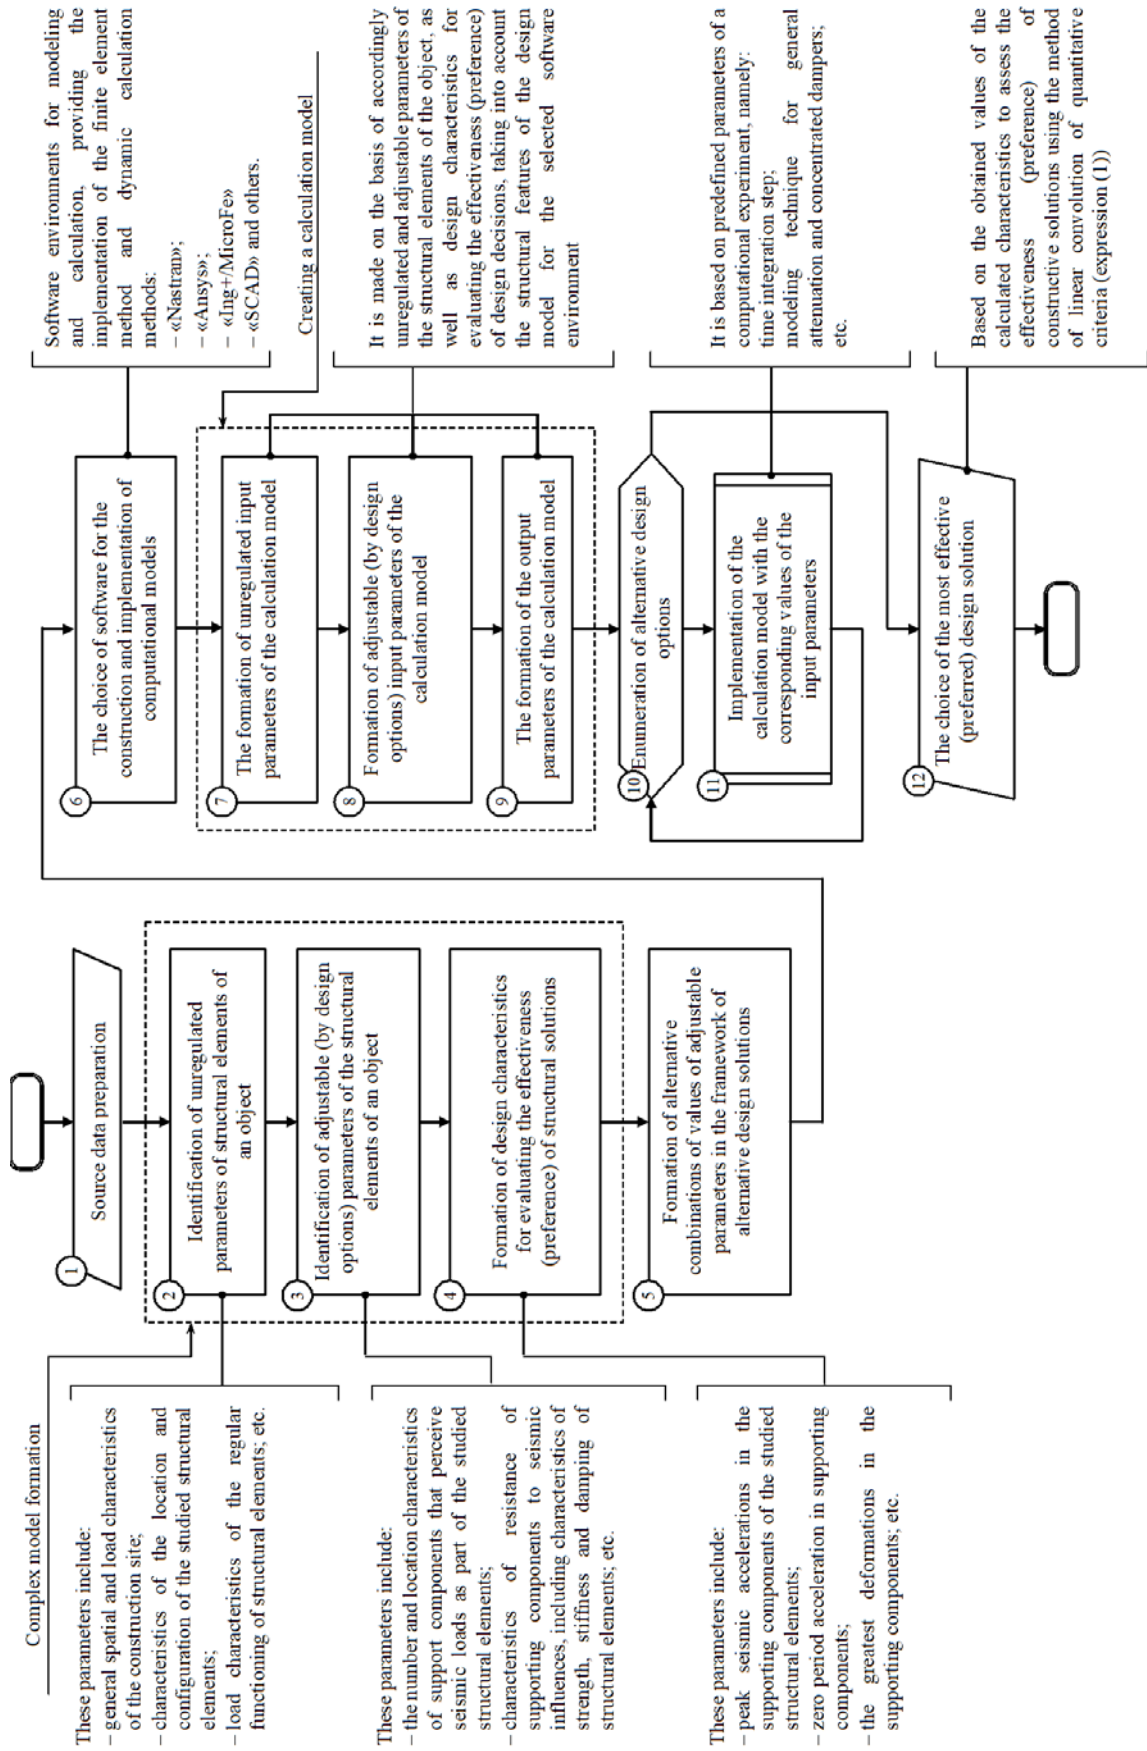 Complex model formation
These parameters include:
– general spatial and load characteristics
of the construction site;
– characteristics of the location and
configuration of the studied structural
elements;
– load characteristics of the regular
functioning of structural elements; etc.
These parameters include:
– the number and location characteristics
of support components that perceive
seismic loads as part of the studied
structural elements;
– characteristics of resistance of
supporting components to seismic
influences, including characteristics of
strength, stiffness and damping of
structural elements; etc.
These parameters include:
– peak seismic accelerations in the
supporting components of the studied
structural elements;
– zero period acceleration in supporting
components;
– the greatest deformations in the
supporting components; etc.
1
Source data preparation
2
Identification of unregulated
parameters of structural elements of
an object
3
Identification of adjustable (by design
options) parameters of the structural
elements of an object
4
Formation of design characteristics
for evaluating the effectiveness
(preference) of structural solutions
5
Formation of alternative
combinations of values of adjustable
parameters in the framework of
alternative design solutions
6
The choice of software for the
construction and implementation of
computational models
7
The formation of unregulated input
parameters of the calculation model
8
Formation of adjustable (by design
options) input parameters of the
calculation model
9
The formation of the output
parameters of the calculation model
10
Enumeration of alternative design
options
11
Implementation of the
calculation model with the
corresponding values of the
input parameters
12
The choice of the most effective
(preferred) design solution
Software environments for modeling
and calculation, providing the
implementation of the finite element
method and dynamic calculation
methods:
– «Nastran»;
– «Ansys»;
– «Ing+/MicroFe»
– «SCAD» and others.
Creating a calculation model
It is made on the basis of accordingly
unregulated and adjustable parameters of
the structural elements of the object, as
well as design characteristics for
evaluating the effectiveness (preference)
of design decisions, taking into account
the structural features of the design
model for the selected software
environment
It is based on predefined parameters of a
computational experiment, namely:
time integration step;
modeling technique for general
attenuation and concentrated dampers;
etc.
Based on the obtained values of the
calculated characteristics to assess the
effectiveness (preference) of
constructive solutions using the method
of linear convolution of quantitative
criteria (expression (1))